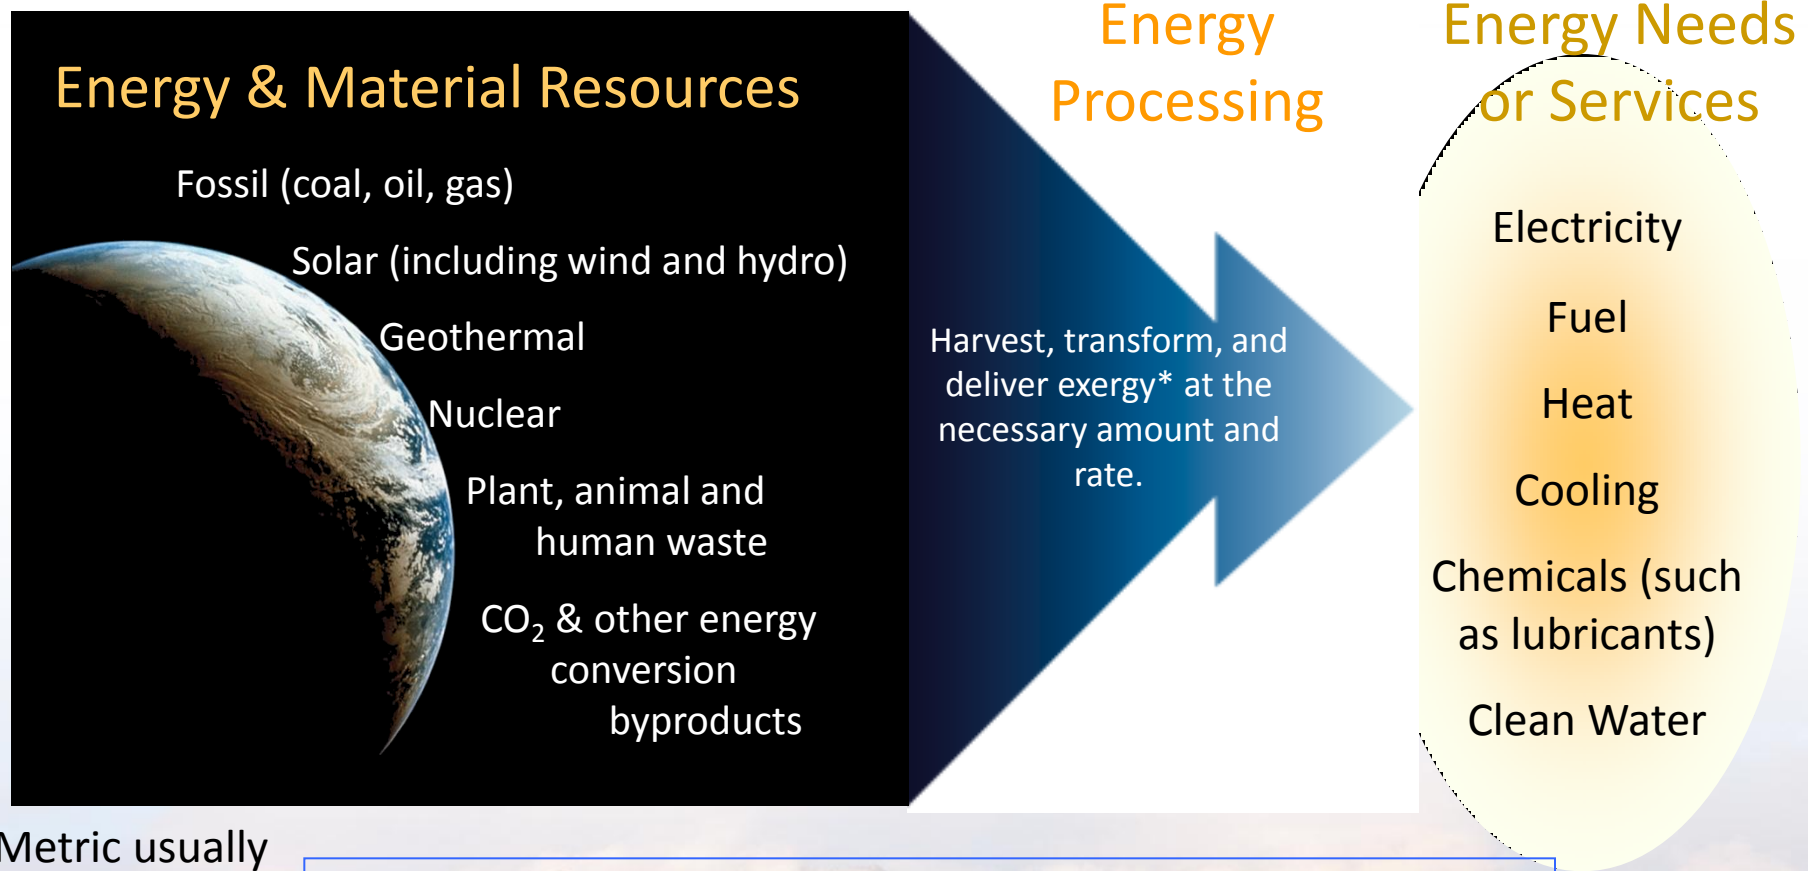 Energy & Material Resources
Fossil (coal, oil, gas)
Solar (including wind and hydro)
Geothermal
Nuclear
Plant, animal and
human waste
CO₂ & other energy
conversion
byproducts
Energy
Processing
Harvest, transform, and
deliver exergy* at the
necessary amount and
rate.
Energy Needs
or Services
Electricity
Fuel
Heat
Cooling
Chemicals (such
as lubricants)
Clean Water
Metric usually